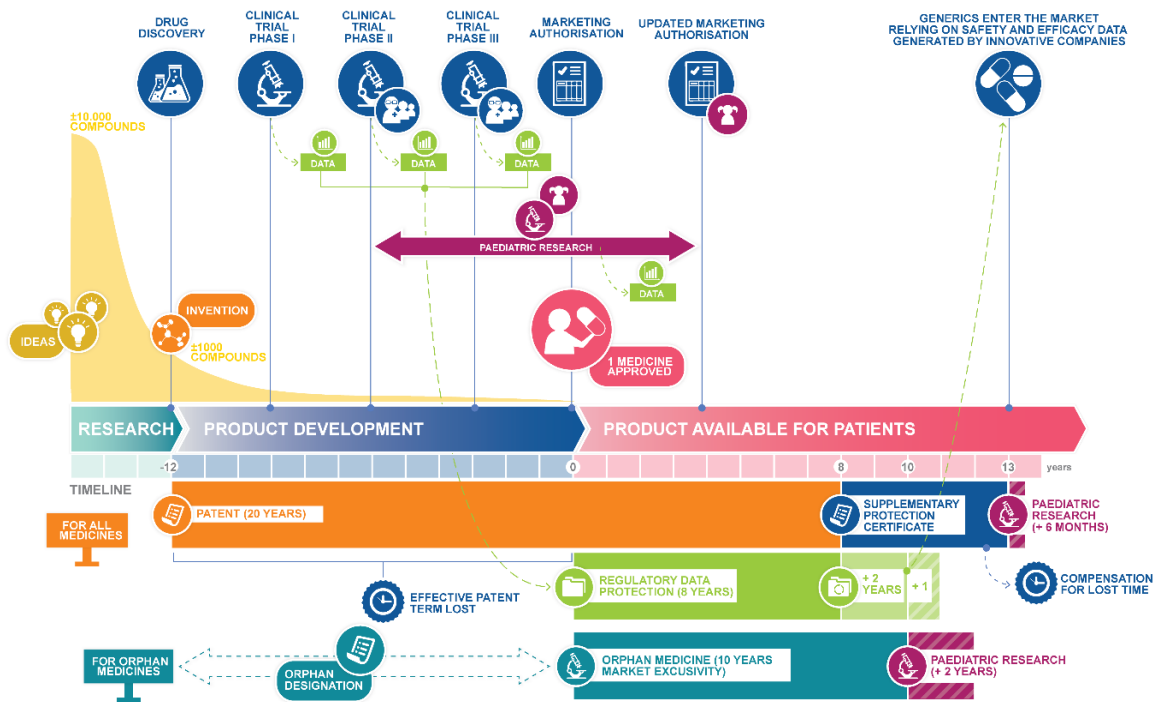 DRUG
DISCOVERY
CLINICAL
TRIAL
PHASE I
CLINICAL
TRIAL
PHASE II
CLINICAL
TRIAL
PHASE III
MARKETING
AUTHORISATION
UPDATED MARKETING
AUTHORISATION
GENERICS ENTER THE MARKET
RELYING ON SAFETY AND EFFICACY DATA
GENERATED BY INNOVATIVE COMPANIES
±10.000
COMPOUNDS
DATA
DATA
DATA
PAEDIATRIC RESEARCH
DATA
INVENTION
IDEAS
±1000
COMPOUNDS
1 MEDICINE
APPROVED
RESEARCH
PRODUCT DEVELOPMENT
PRODUCT AVAILABLE FOR PATIENTS
-12
0
8
10
13
years
TIMELINE
FOR ALL
MEDICINES
PATENT (20 YEARS)
SUPPLEMENTARY
PROTECTION
CERTIFICATE
PAEDIATRIC
RESEARCH
(+ 6 MONTHS)
EFFECTIVE PATENT
TERM LOST
REGULATORY DATA
PROTECTION (8 YEARS)
+ 2
YEARS
+ 1
COMPENSATION
FOR LOST TIME
FOR ORPHAN
MEDICINES
ORPHAN
DESIGNATION
ORPHAN MEDICINE (10 YEARS
MARKET EXCUSIVITY)
PAEDIATRIC RESEARCH
(+ 2 YEARS)